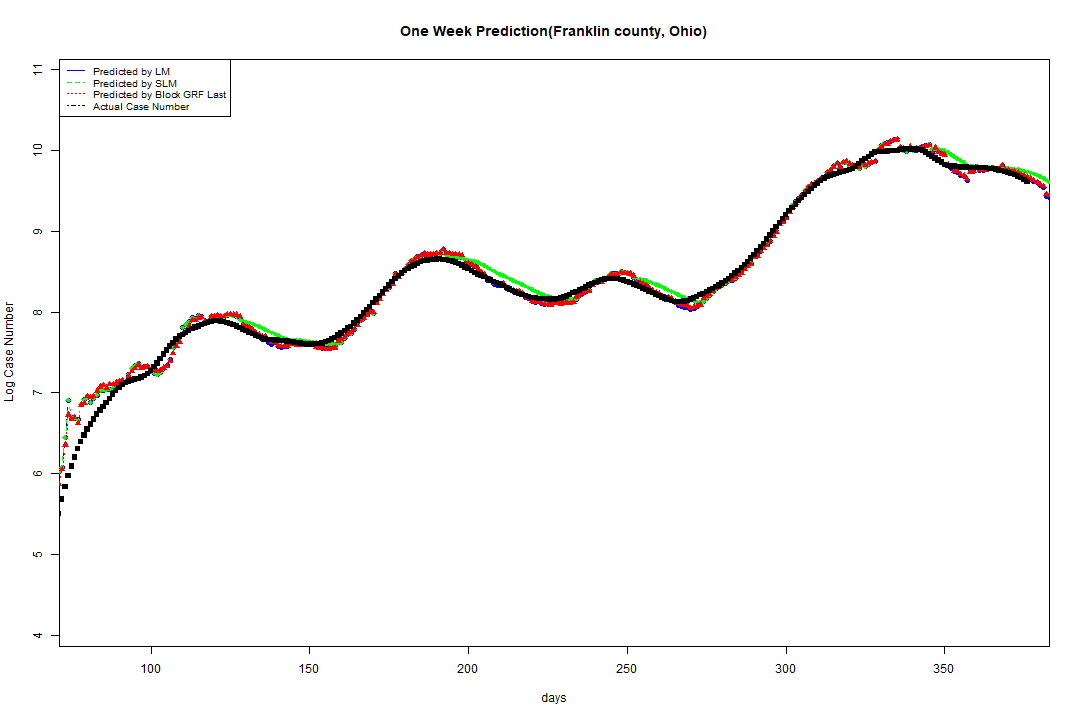 One Week Prediction(Franklin county, Ohio)
Predicted by LM
Predicted by SLM
Predicted by Block GRF Last
Actual Case Number
11
10
9
8
7
6
5
4
Log Case Number
100
150
200
250
300
350
days